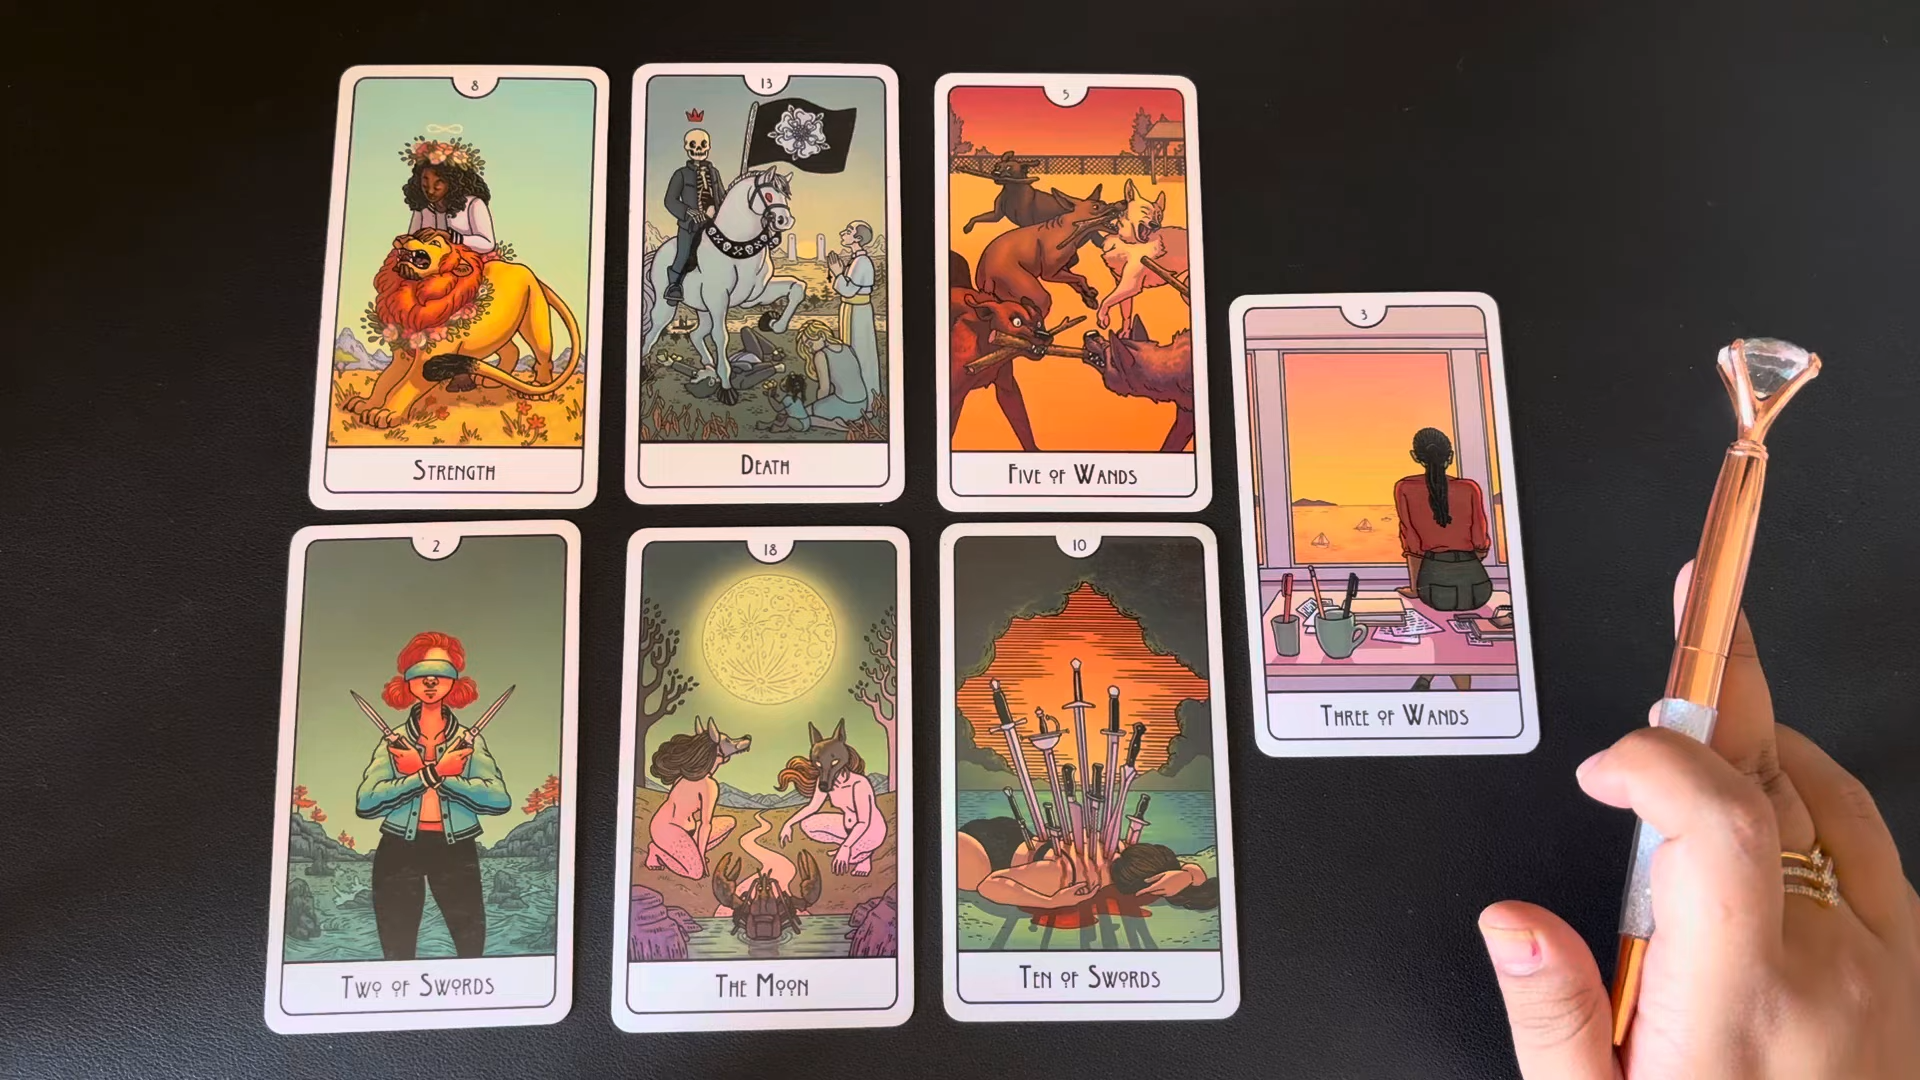 8
STRENGTH
13
DEATH
5
FIVE OF WANDS
3
THREE OF WANDS
2
TWO OF SWORDS
18
THE MOON
10
TEN OF SWORDS